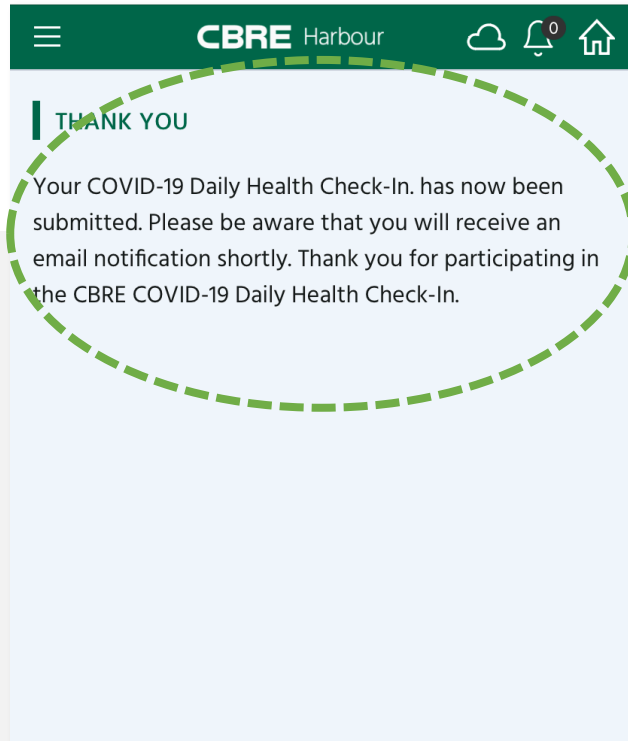 CBRE Harbour
0
THANK YOU
Your COVID-19 Daily Health Check-In. has now been
submitted. Please be aware that you will receive an
email notification shortly. Thank you for participating in
the CBRE COVID-19 Daily Health Check-In.